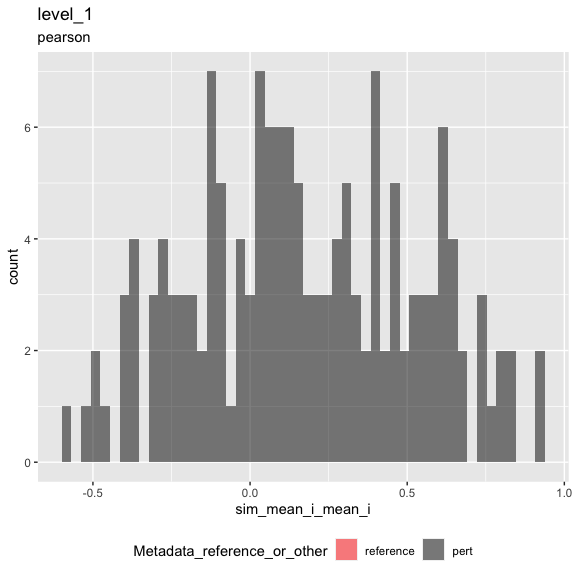 level_1
pearson
count
6
4
2
0
-0.5
0.0
0.5
1.0
sim_mean_i_mean_i
Metadata_reference_or_other reference pert